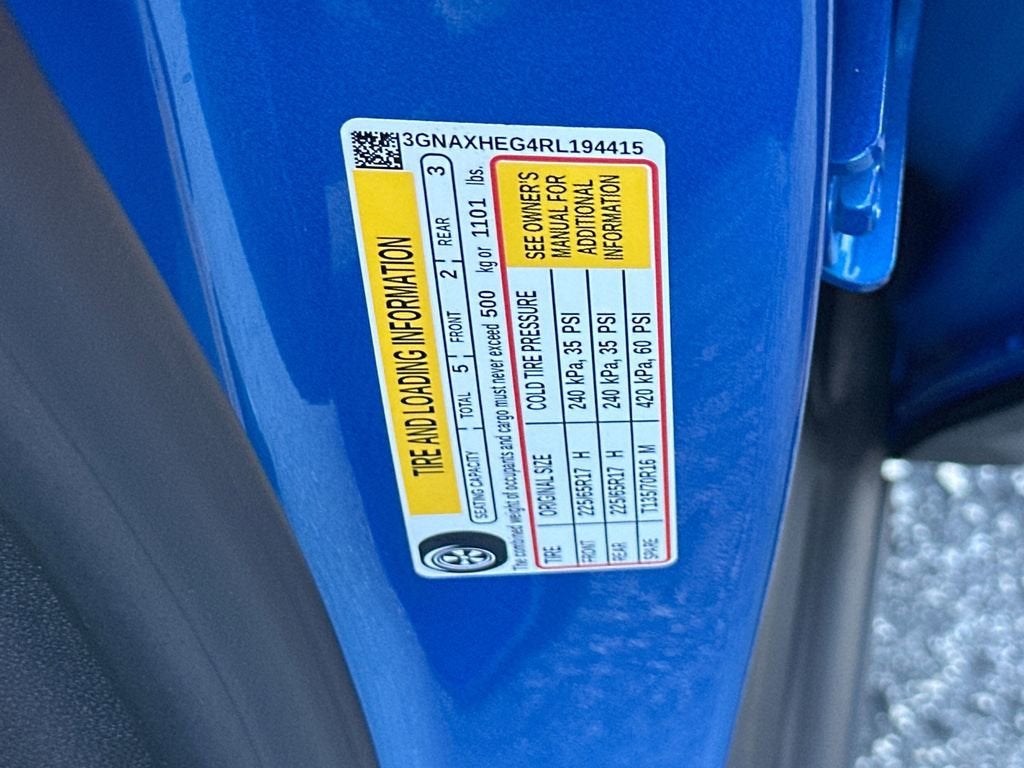 3GNAXHEG4RL194415
TIRE AND LOADING INFORMATION
SEATING CAPACITY TOTAL 5 FRONT 2 REAR 3
The combined weight of occupants and cargo must never exceed 500 kg or 1101 lbs.
TIRE ORIGINAL SIZE COLD TIRE PRESSURE
FRONT 225/65R17 H 240 kPa, 35 PSI
REAR 225/65R17 H 240 kPa, 35 PSI
SPARE T135/70R16 M 420 kPa, 60 PSI
SEE OWNER'S
MANUAL FOR
ADDITIONAL
INFORMATION